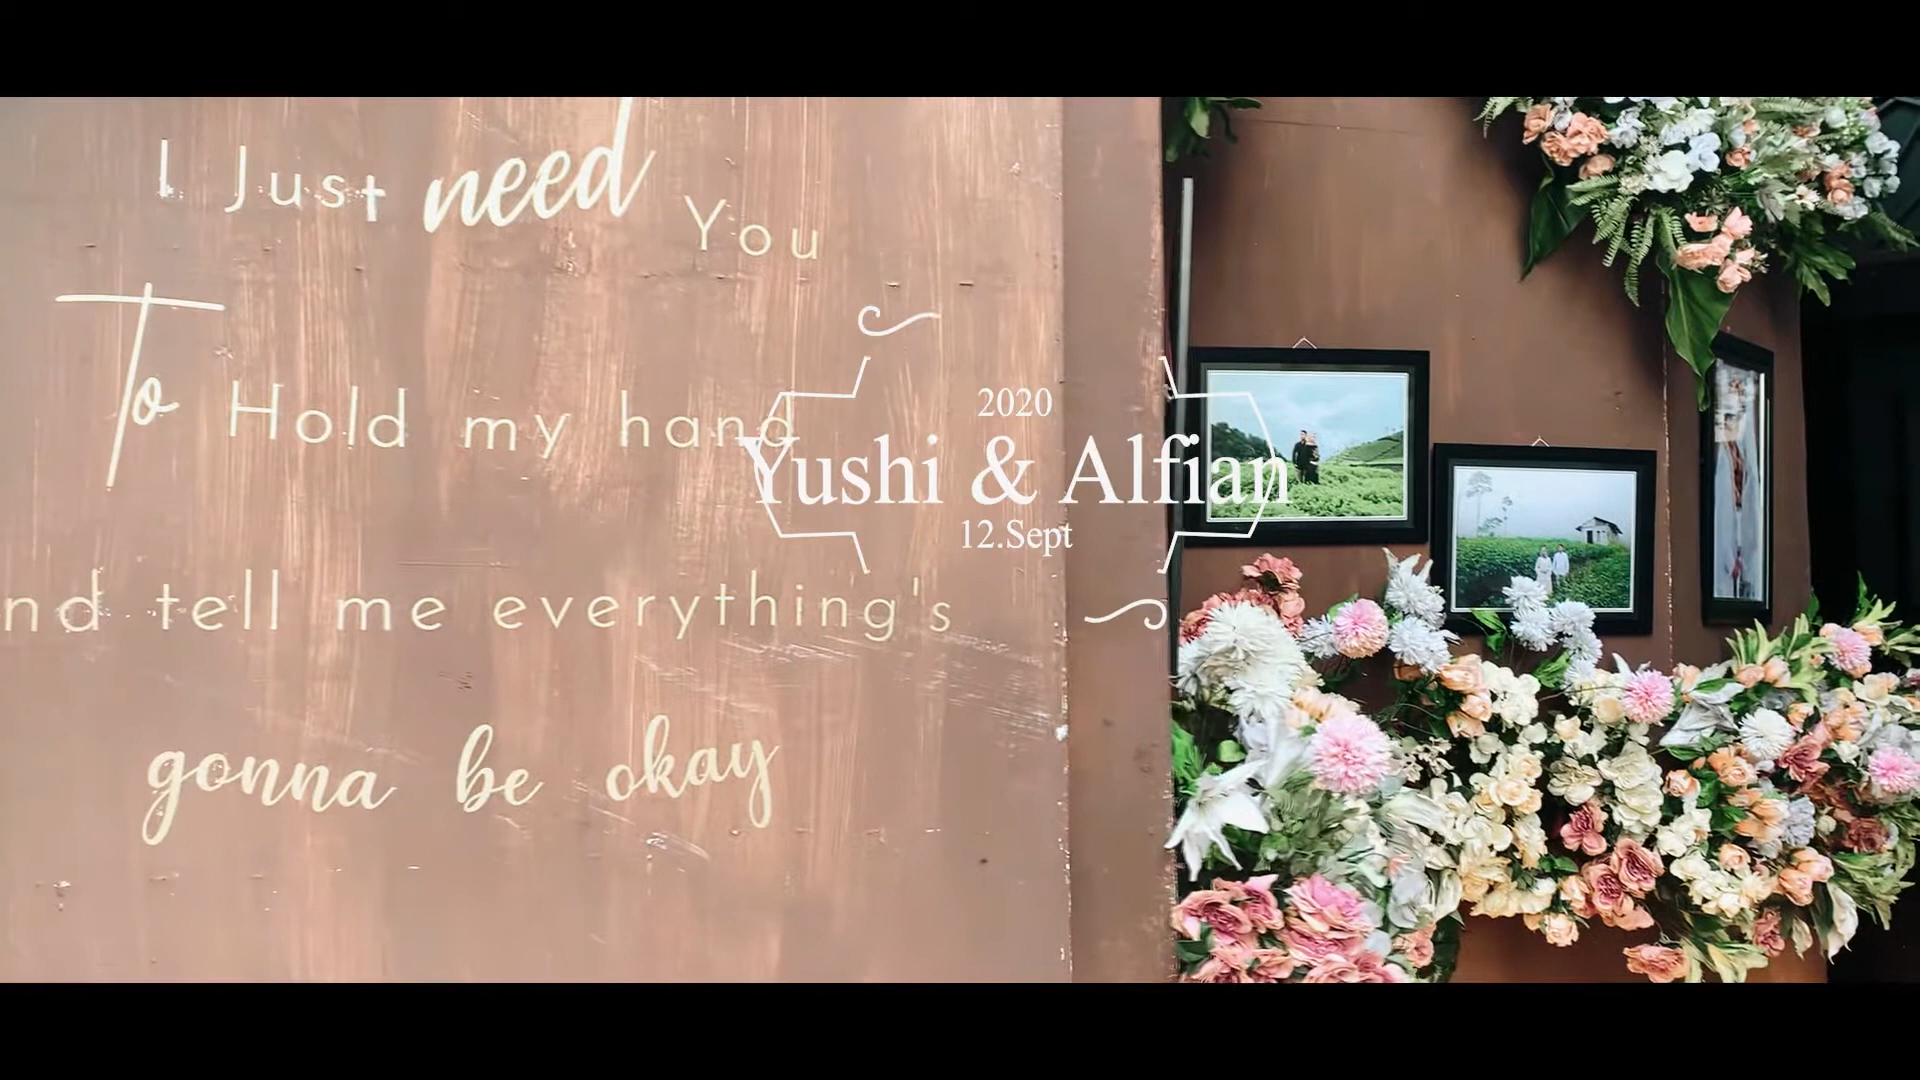 I Just need You
To Hold my hand
nd tell me everything's
gonna be okay
2020
Yushi & Alfian
12.Sept